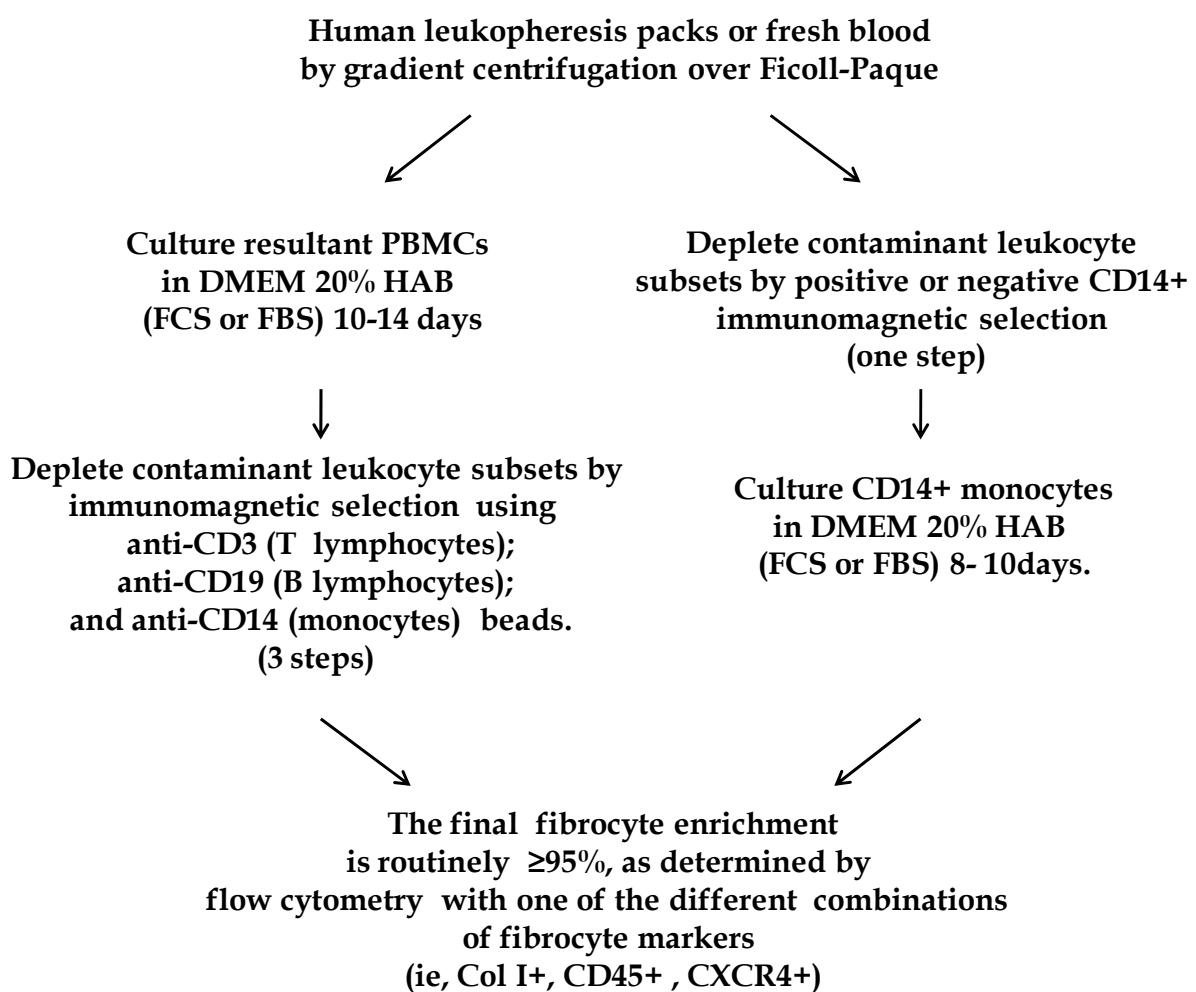 Human leukopheresis packs or fresh blood
by gradient centrifugation over Ficoll-Paque
Culture resultant PBMCs
in DMEM 20% HAB
(FCS or FBS) 10-14 days
Deplete contaminant leukocyte
subsets by positive or negative CD14+
immunomagnetic selection
(one step)
Deplete contaminant leukocyte subsets by
immunomagnetic selection using
anti-CD3 (T lymphocytes);
anti-CD19 (B lymphocytes);
and anti-CD14 (monocytes) beads.
(3 steps)
Culture CD14+ monocytes
in DMEM 20% HAB
(FCS or FBS) 8- 10days.
The final fibrocyte enrichment
is routinely ≥95%, as determined by
flow cytometry with one of the different combinations
of fibrocyte markers
(ie, Col I+, CD45+ , CXCR4+)